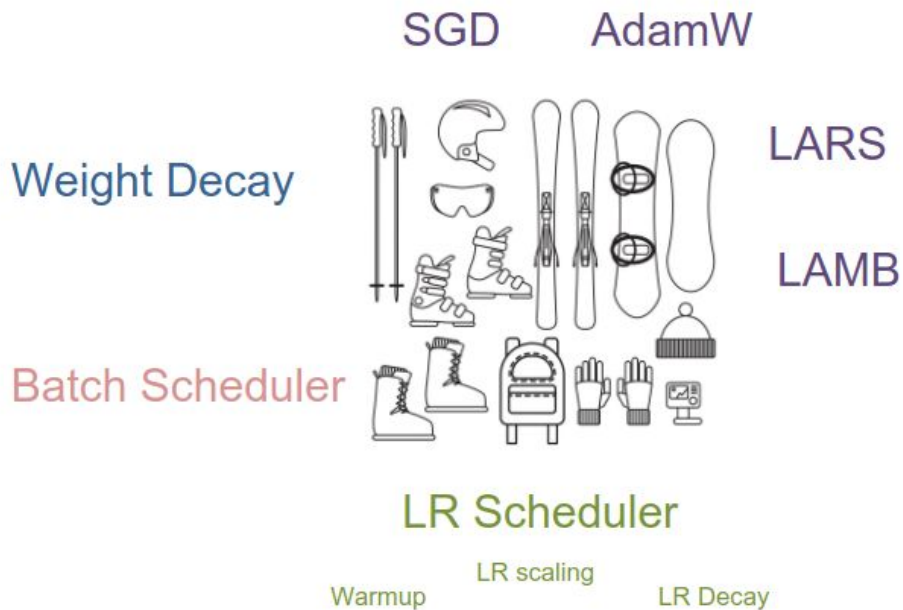 SGD AdamW
LARS
Weight Decay
LAMB
Batch Scheduler
LR Scheduler
LR scaling
Warmup LR Decay